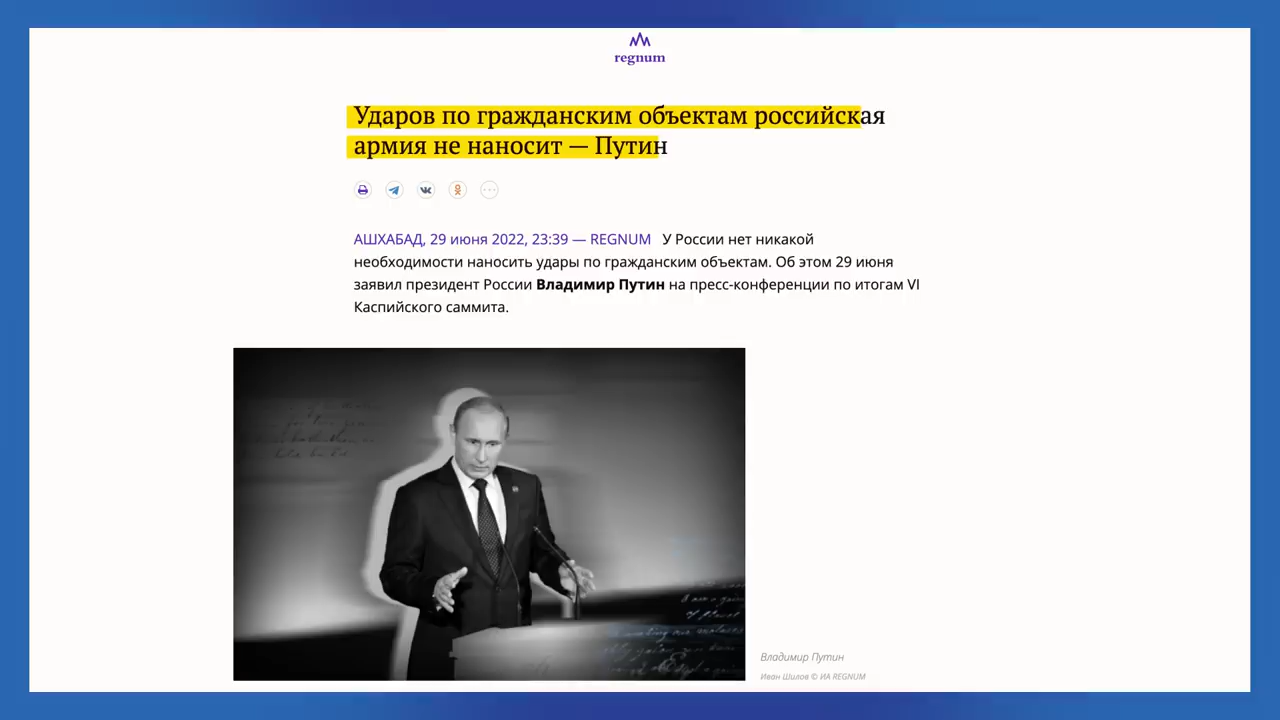 regnum
Ударов по гражданским объектам российская
армия не наносит — Путин
АШХАБАД, 29 июня 2022, 23:39 — REGNUM У России нет никакой
необходимости наносить удары по гражданским объектам. Об этом 29 июня
заявил президент России Владимир Путин на пресс-конференции по итогам VI
Каспийского саммита.
Владимир Путин
Иван Шилов © ИА REGNUM